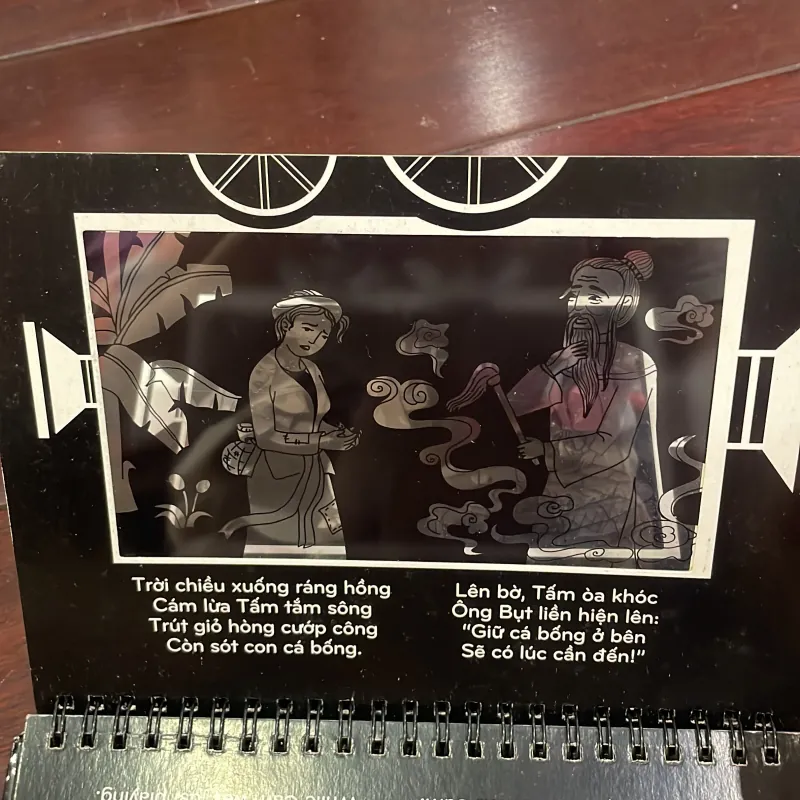 Trời chiều xuống ráng hồng
Cám lừa Tấm tắm sông
Trút giỏ hòng cướp công
Còn sót con cá bống.
Lên bờ, Tấm òa khóc
Ông Bụt liền hiện lên:
“Giữ cá bống ở bên
Sẽ có lúc cần đến!”
playing.